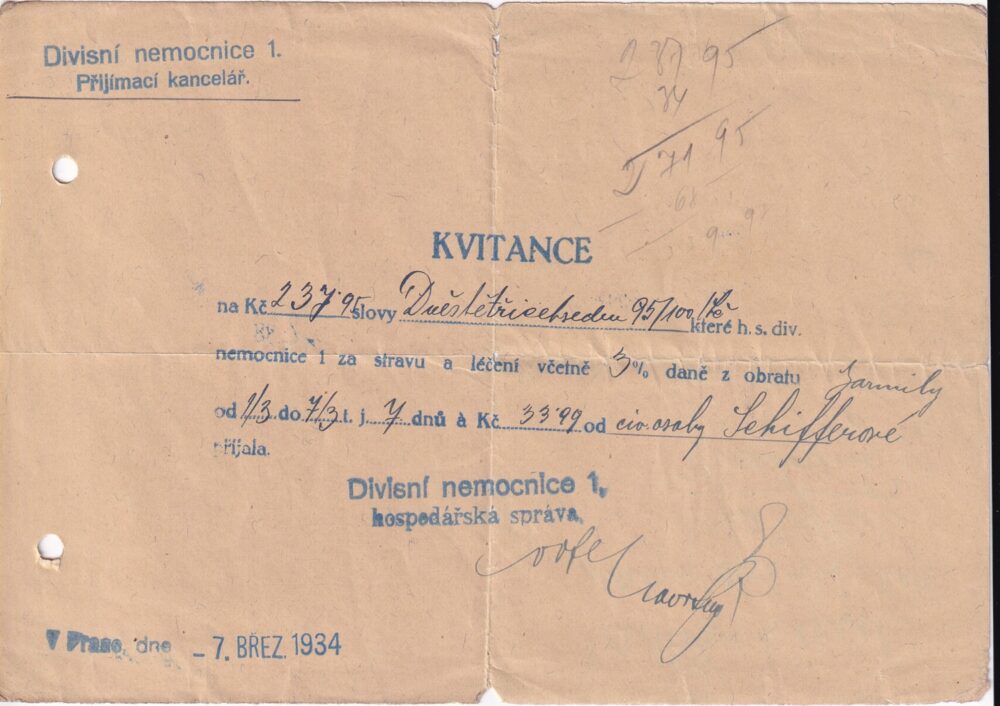 Divisní nemocnice 1.
Přijímací kancelář.
237 95
34
71 95
68
KVITANCE
na Kč 237.95 slovy Dvěstětřicetsedm 95/100 Kč které h. s. div.
nemocnice 1 za stravu a léčení včetně 3% daně z obratu Jarmily
od 1/3 do 7/3 t. j. 7 dnů à Kč 33.99 od civ. osoby Schifferové
přijala.
Divisní nemocnice 1,
hospodářská správa.
V Praze, dne - 7. BŘEZ. 1934